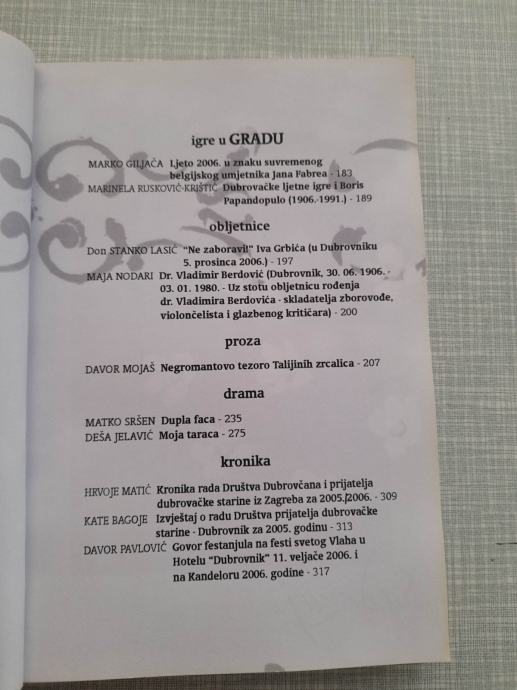 igre u GRADU
MARKO GILJAČA Ljeto 2006. u znaku suvremenog
belgijskog umjetnika Jana Fabrea - 183
MARINELA RUSKOVIĆ-KRIŠTIĆ Dubrovačke ljetne igre i Boris
Papandopulo (1906.-1991.) - 189
obljetnice
Don STANKO LASIĆ "Ne zaboravi!" Iva Grbića (u Dubrovniku
5. prosinca 2006.) - 197
MAJA NODARI Dr. Vladimir Berdović (Dubrovnik, 30. 06. 1906. -
03. 01. 1980. - Uz stotu obljetnicu rođenja
dr. Vladimira Berdovića - skladatelja zborovođe,
violončelista i glazbenog kritičara) - 200
proza
DAVOR MOJAŠ Negromantovo tezoro Talijinih zrcalica - 207
drama
MATKO SRŠEN Dupla faca - 235
DEŠA JELAVIĆ Moja taraca - 275
kronika
HRVOJE MATIĆ Kronika rada Društva Dubrovčana i prijatelja
dubrovačke starine iz Zagreba za 2005./2006. - 309
KATE BAGOJE Izvještaj o radu Društva prijatelja dubrovačke
starine - Dubrovnik za 2005. godinu - 313
DAVOR PAVLOVIĆ Govor festanjula na festi svetog Vlaha u
Hotelu "Dubrovnik" 11. veljače 2006. i
na Kandeloru 2006. godine - 317